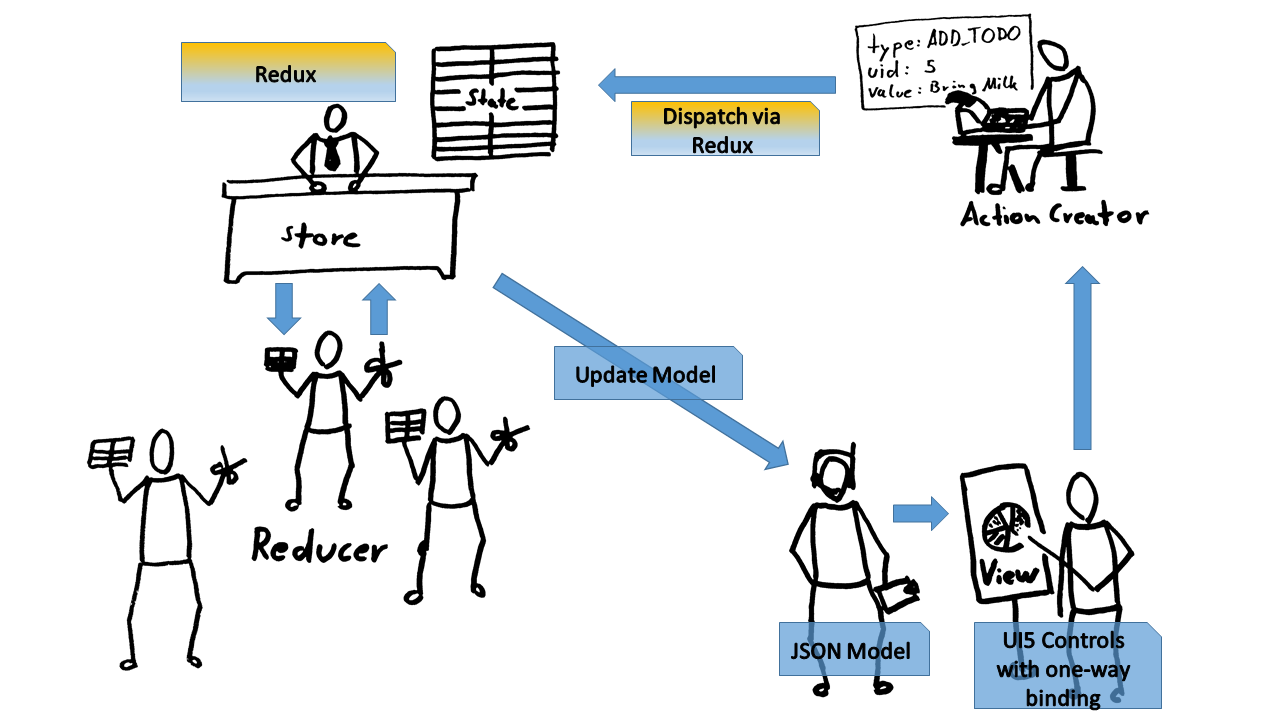 Redux
State
type: ADD_TODO
uid: 5
value: Bring Milk
Dispatch via
Redux
Action Creator
store
Update Model
Reducer
View
JSON Model
UI5 Controls
with one-way
binding